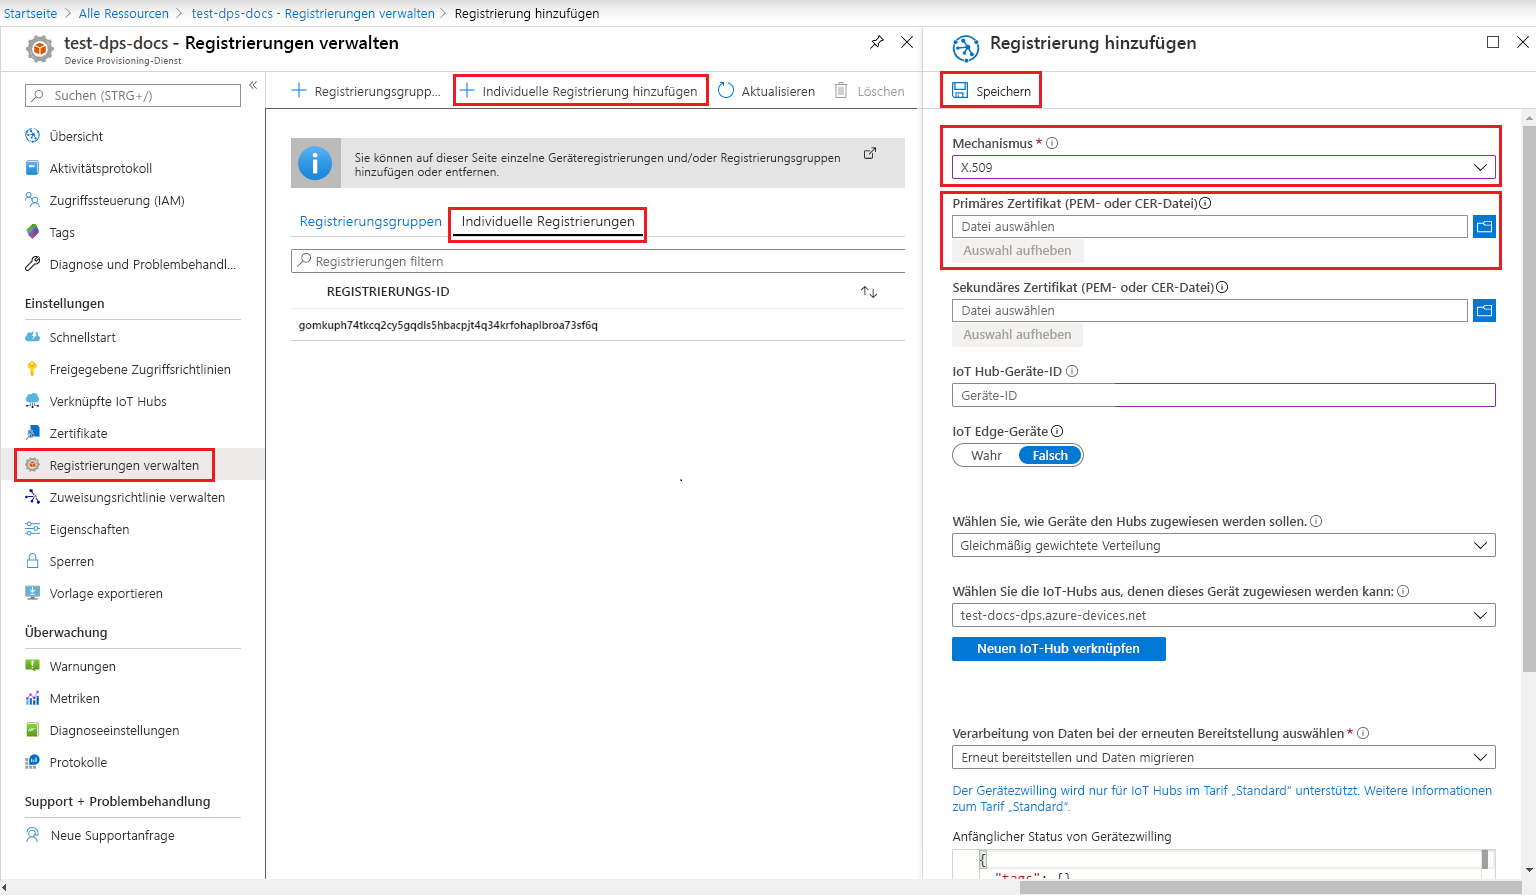 Startseite > Alle Ressourcen > test-dps-docs - Registrierungen verwalten > Registrierung hinzufügen
test-dps-docs - Registrierungen verwalten
Device Provisioning-Dienst
Suchen (STRG+/)
«
Übersicht
Aktivitätsprotokoll
Zugriffssteuerung (IAM)
Tags
Diagnose und Problembehandl...
Einstellungen
Schnellstart
Freigegebene Zugriffsrichtlinien
Verknüpfte IoT Hubs
Zertifikate
Registrierungen verwalten
Zuweisungsrichtlinie verwalten
Eigenschaften
Sperren
Vorlage exportieren
Überwachung
Warnungen
Metriken
Diagnoseeinstellungen
Protokolle
Support + Problembehandlung
Neue Supportanfrage
Registrierungsgrupp... Individuelle Registrierung hinzufügen Aktualisieren Löschen
Sie können auf dieser Seite einzelne Geräteregistrierungen und/oder Registrierungsgruppen
hinzufügen oder entfernen.
Registrierungsgruppen Individuelle Registrierungen
Registrierungen filtern
REGISTRIERUNGS-ID
gomkuph74tkcq2cy5gqdls5hbacpjt4q34krfohaplbroa73sf6q
.
Registrierung hinzufügen
Speichern
Mechanismus *
X.509
Primäres Zertifikat (PEM- oder CER-Datei)
Datei auswählen
Auswahl aufheben
Sekundäres Zertifikat (PEM- oder CER-Datei)
Datei auswählen
Auswahl aufheben
IoT Hub-Geräte-ID
Geräte-ID
IoT Edge-Geräte
Wahr Falsch
Wählen Sie, wie Geräte den Hubs zugewiesen werden sollen.
Gleichmäßig gewichtete Verteilung
Wählen Sie die IoT-Hubs aus, denen dieses Gerät zugewiesen werden kann:
test-docs-dps.azure-devices.net
Neuen IoT-Hub verknüpfen
Verarbeitung von Daten bei der erneuten Bereitstellung auswählen *
Erneut bereitstellen und Daten migrieren
Der Gerätezwilling wird nur für IoT Hubs im Tarif „Standard“ unterstützt. Weitere Informationen
zum Tarif „Standard“.
Anfänglicher Status von Gerätezwilling
{
"tags": {},